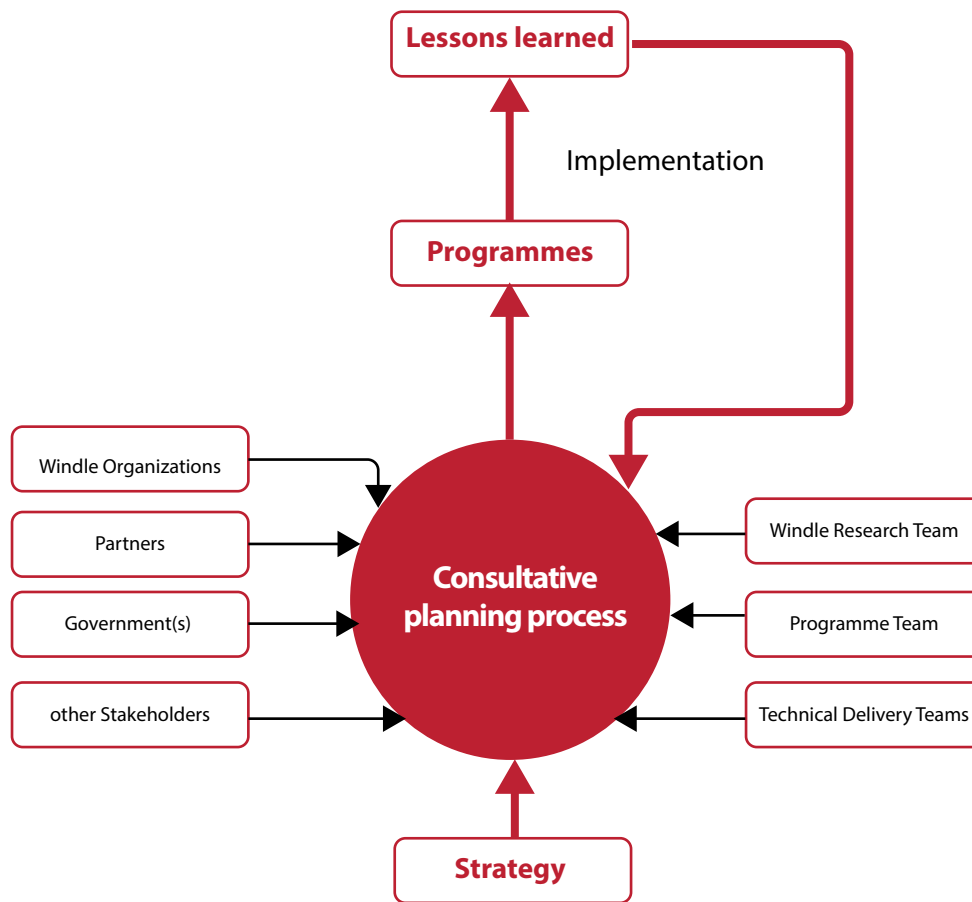 Lessons learned
Implementation
Programmes
Windle Organizations
Partners
Government(s)
other Stakeholders
Consultative
planning process
Windle Research Team
Programme Team
Technical Delivery Teams
Strategy